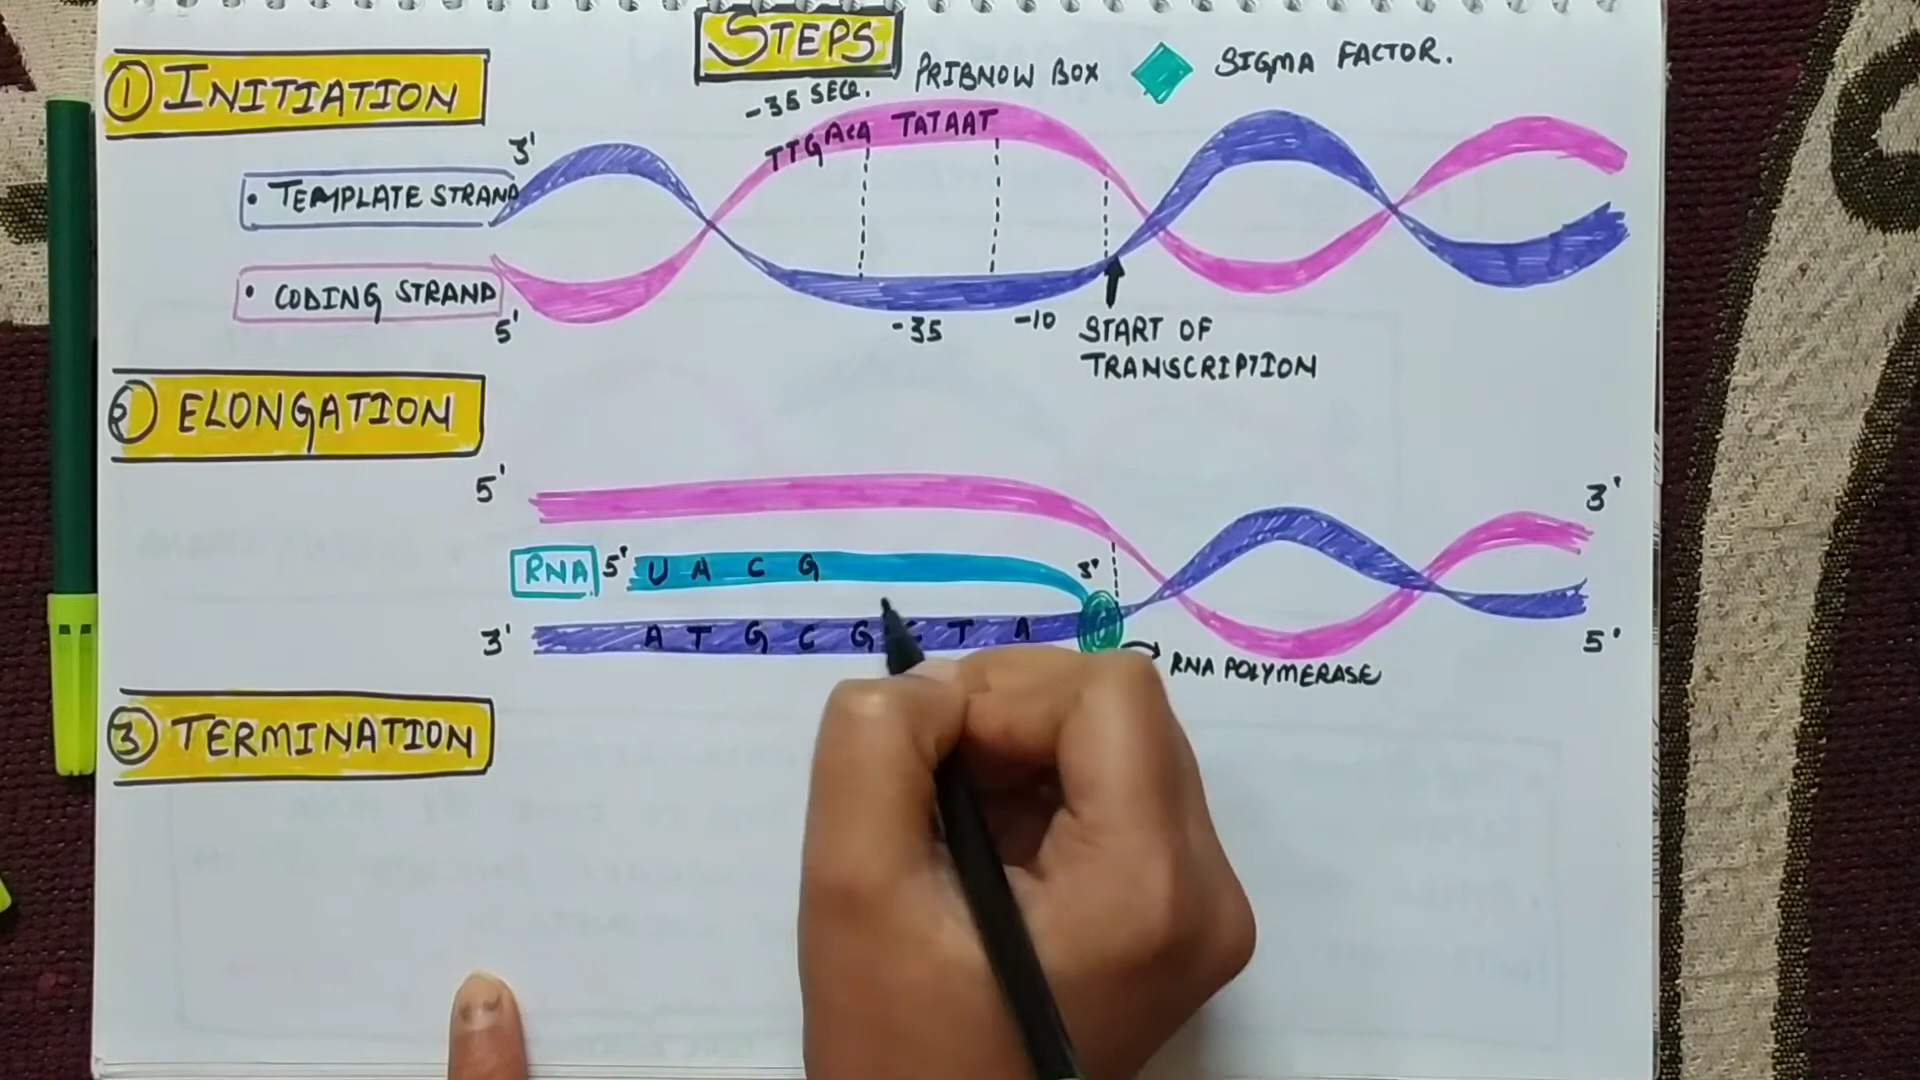 STEPS
① INITIATION
-35 SEQ. PRIBNOW BOX SIGMA FACTOR.
TTGACA TATAAT
3'
• TEMPLATE STRAND
• CODING STRAND
5'
-35 -10 START OF
TRANSCRIPTION
② ELONGATION
5' 3'
RNA 5' U A C G 3'
3' A T G C G T A 5'
RNA POLYMERASE
③ TERMINATION